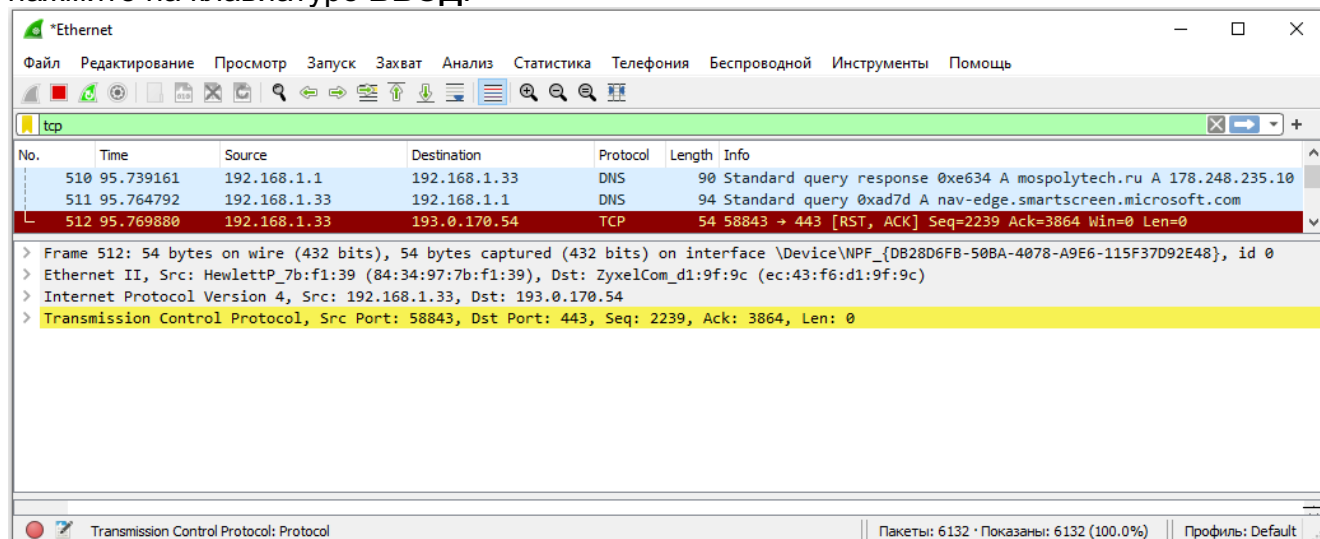 нажмите на клавиатуре ВВОД.
*Ethernet
Файл Редактирование Просмотр Запуск Захват Анализ Статистика Телефония Беспроводной Инструменты Помощь
tcp
No. Time Source Destination Protocol Length Info
510 95.739161 192.168.1.1 192.168.1.33 DNS 90 Standard query response 0xe634 A mospolytech.ru A 178.248.235.10
511 95.764792 192.168.1.33 192.168.1.1 DNS 94 Standard query 0xad7d A nav-edge.smartscreen.microsoft.com
512 95.769880 192.168.1.33 193.0.170.54 TCP 54 58843 → 443 [RST, ACK] Seq=2239 Ack=3864 Win=0 Len=0
> Frame 512: 54 bytes on wire (432 bits), 54 bytes captured (432 bits) on interface \Device\NPF_{DB28D6FB-50BA-4078-A9E6-115F37D92E48}, id 0
> Ethernet II, Src: HewlettP_7b:f1:39 (84:34:97:7b:f1:39), Dst: ZyxelCom_d1:9f:9c (ec:43:f6:d1:9f:9c)
> Internet Protocol Version 4, Src: 192.168.1.33, Dst: 193.0.170.54
> Transmission Control Protocol, Src Port: 58843, Dst Port: 443, Seq: 2239, Ack: 3864, Len: 0
Transmission Control Protocol: Protocol Пакеты: 6132 · Показаны: 6132 (100.0%) Профиль: Default